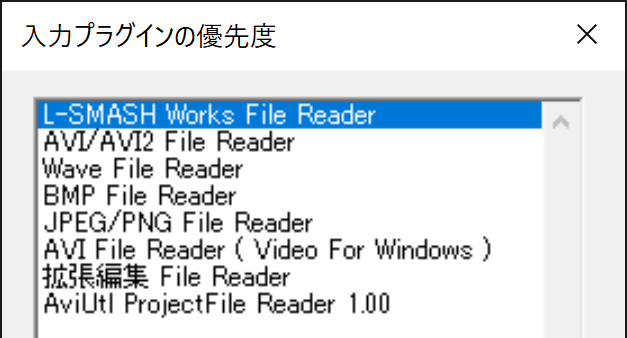 入力プラグインの優先度
L-SMASH Works File Reader
AVI/AVI2 File Reader
Wave File Reader
BMP File Reader
JPEG/PNG File Reader
AVI File Reader ( Video For Windows )
拡張編集 File Reader
AviUtl ProjectFile Reader 1.00